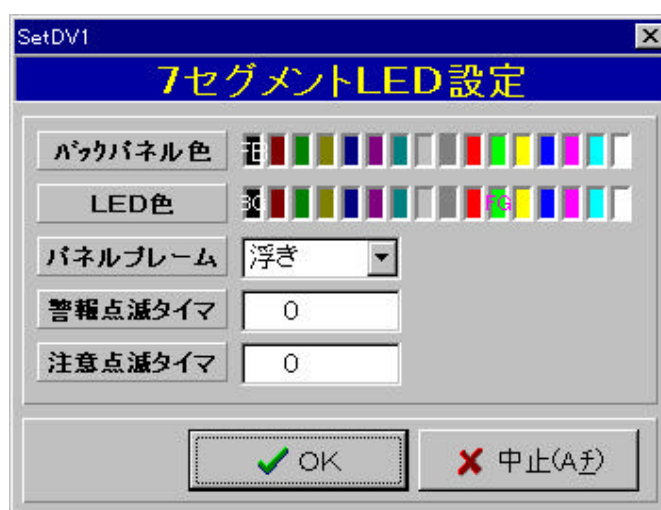 SetDV1
7セグメントLED設定
バックパネル色
LED色 BG FG
パネルフレーム 浮き
警報点滅タイマ 0
注意点滅タイマ 0
OK 中止(Aチ)